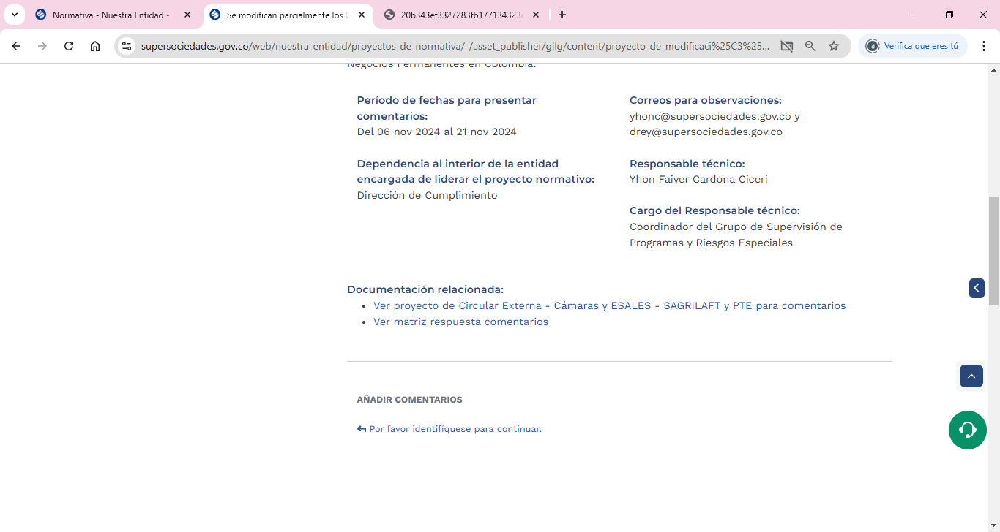 Normativa - Nuestra Entidad -
Se modifican parcialmente los
20b343ef3327283fb177134323
supersociedades.gov.co/web/nuestra-entidad/proyectos-de-normativa/-/asset_publisher/gllg/content/proyecto-de-modificaci%25C3%25...
Verifica que eres tú
Negocios Permanentes en Colombia.
Período de fechas para presentar
comentarios:
Del 06 nov 2024 al 21 nov 2024
Dependencia al interior de la entidad
encargada de liderar el proyecto normativo:
Dirección de Cumplimiento
Correos para observaciones:
yhonc@supersociedades.gov.co y
drey@supersociedades.gov.co
Responsable técnico:
Yhon Faiver Cardona Ciceri
Cargo del Responsable técnico:
Coordinador del Grupo de Supervisión de
Programas y Riesgos Especiales
Documentación relacionada:
• Ver proyecto de Circular Externa - Cámaras y ESALES - SAGRILAFT y PTE para comentarios
• Ver matriz respuesta comentarios
AÑADIR COMENTARIOS
Por favor identifíquese para continuar.